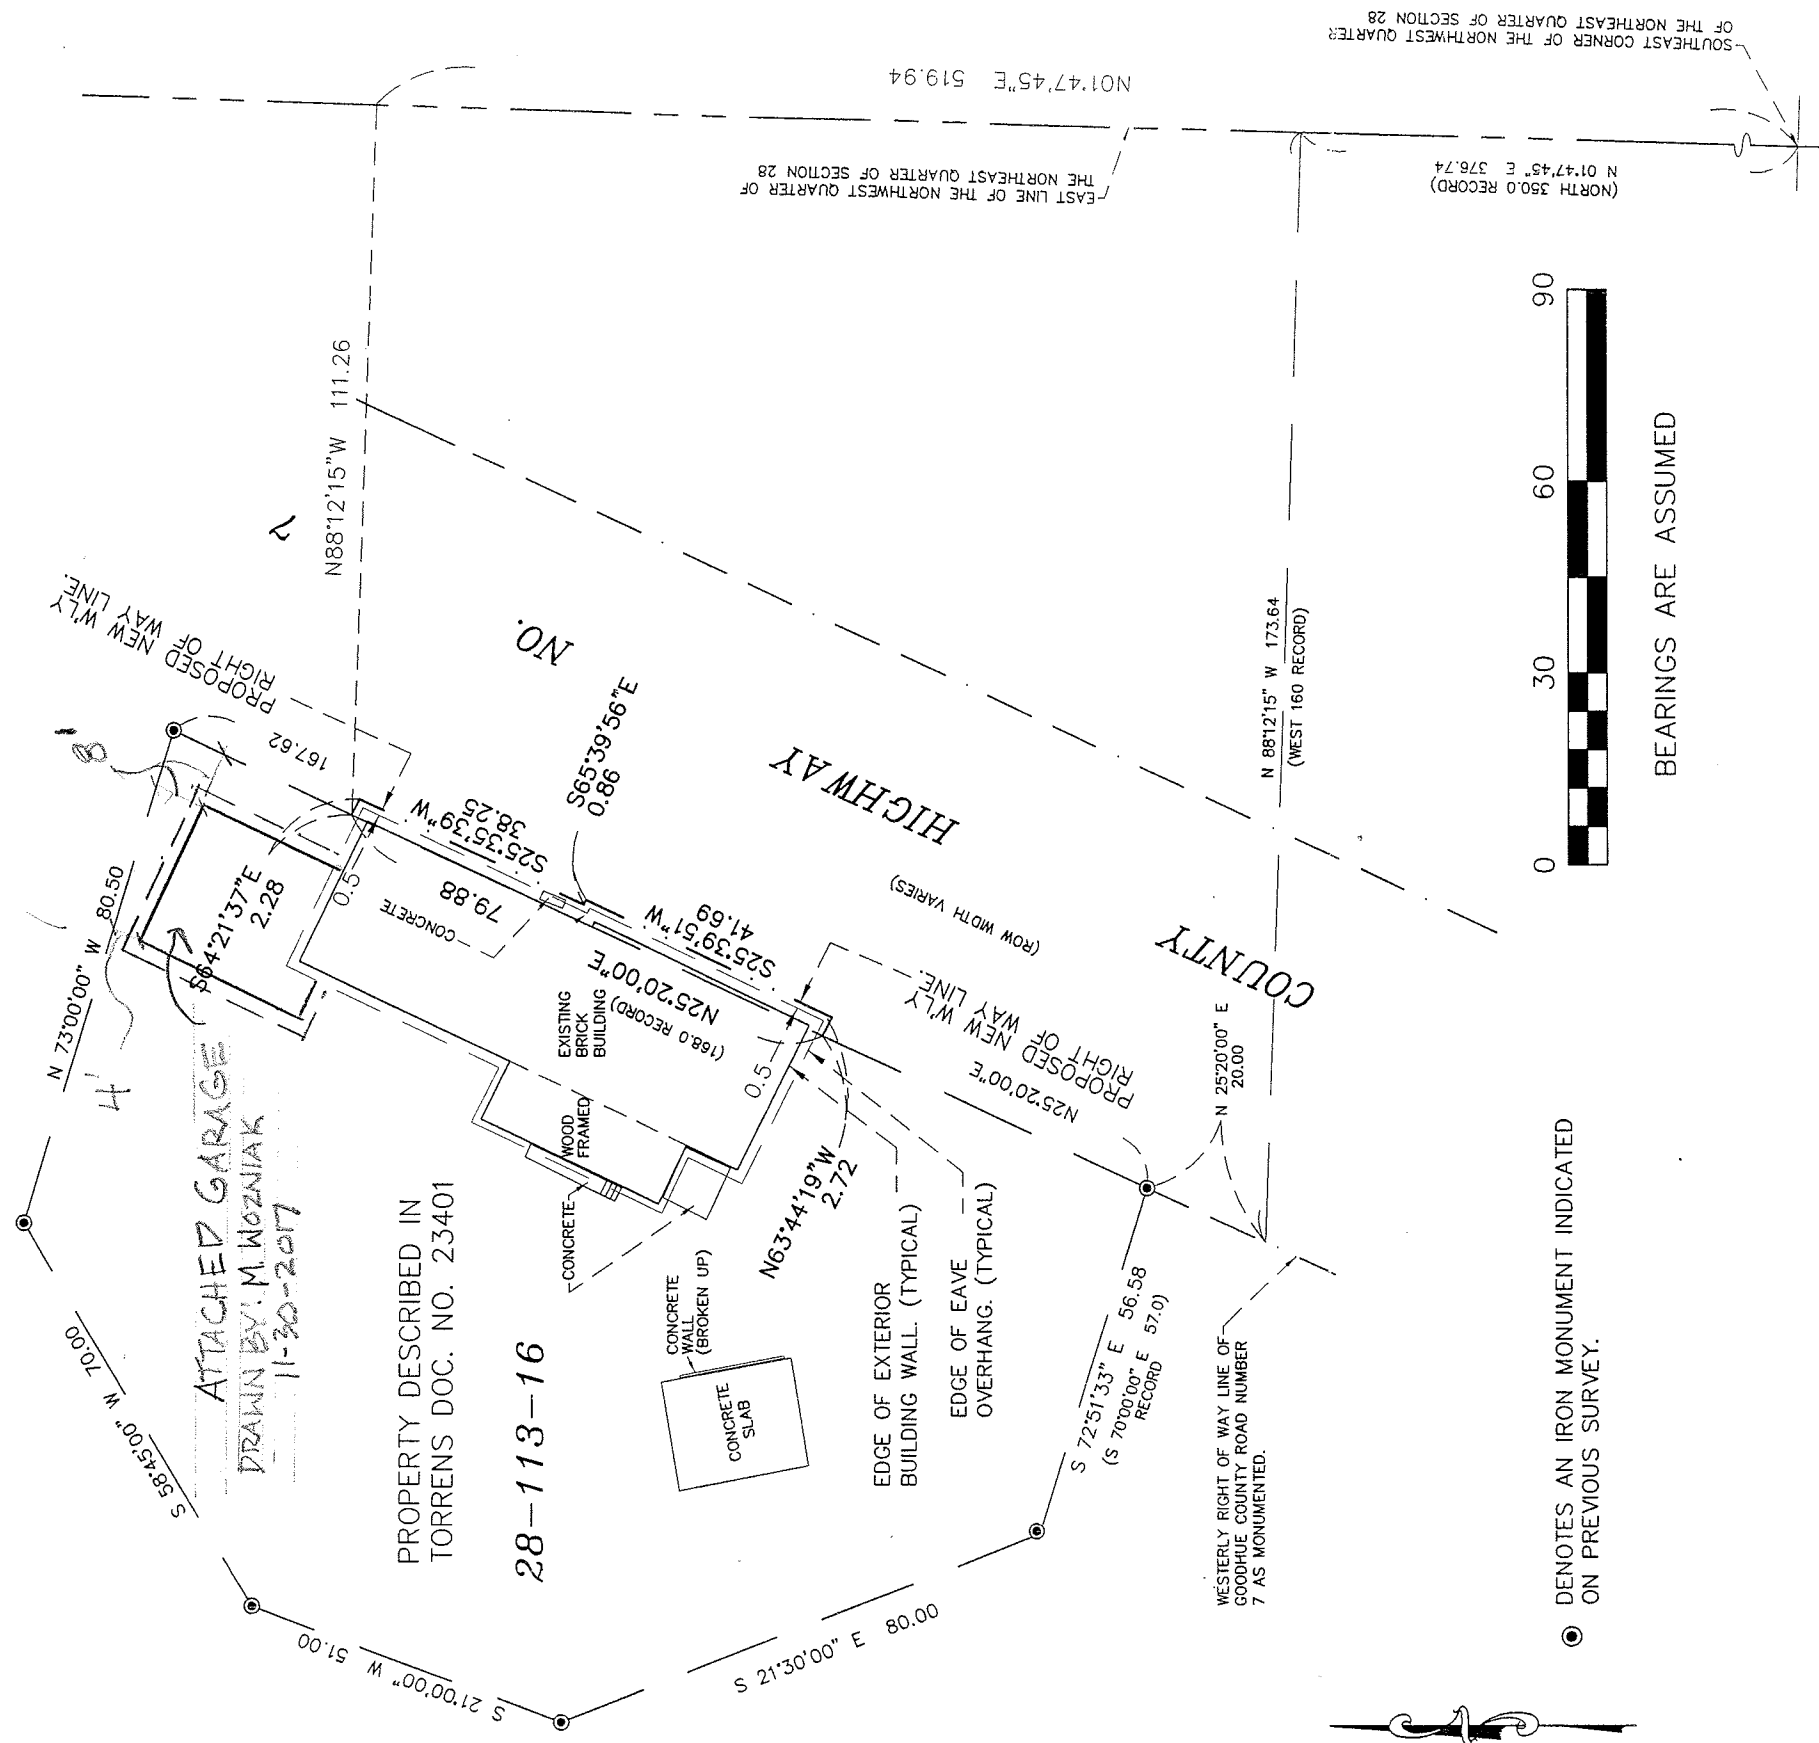 SOUTHEAST CORNER OF THE NORTHWEST QUARTER
OF THE NORTHEAST QUARTER OF SECTION 28
N01°47'45"E 519.94
EAST LINE OF THE NORTHWEST QUARTER OF
THE NORTHEAST QUARTER OF SECTION 28
(NORTH 350.0 RECORD)
N 01°47'45" E 376.74
N88°12'15"W 111.26
PROPOSED NEW W'LY
RIGHT OF WAY LINE.
8'
167.62
COUNTY HIGHWAY NO. 7
(ROW WIDTH VARIES)
S65°39'56"E
0.86
S25°35'39"W
38.25
79.88
CONCRETE
0.5
S64°21'37"E
2.28
N 73°00'00" W 80.50
4'
ATTACHED GARAGE
DRAWN BY: M. WOZNIAK
11-30-2017
S25°39'51"W
41.69
N25°20'00"E
(168.0 RECORD)
EXISTING
BRICK
BUILDING
0.5
WOOD
FRAMED
CONCRETE
N63°44'19"W
2.72
PROPOSED NEW W'LY
RIGHT OF WAY LINE.
N25°20'00"E
N 25°20'00" E
20.00
N 88°12'15" W 173.64
(WEST 160 RECORD)
PROPERTY DESCRIBED IN
TORRENS DOC. NO. 23401
28-113-16
CONCRETE
WALL
(BROKEN UP)
CONCRETE
SLAB
EDGE OF EXTERIOR
BUILDING WALL. (TYPICAL)
EDGE OF EAVE
OVERHANG. (TYPICAL)
S 58°45'00" W 70.00
S 21°00'00" W 51.00
S 21°30'00" E 80.00
S 72°51'33" E 56.58
(S 70°00'00" E 57.0)
RECORD
WESTERLY RIGHT OF WAY LINE OF
GOODHUE COUNTY ROAD NUMBER
7 AS MONUMENTED.
0 30 60 90
BEARINGS ARE ASSUMED
DENOTES AN IRON MONUMENT INDICATED
ON PREVIOUS SURVEY.